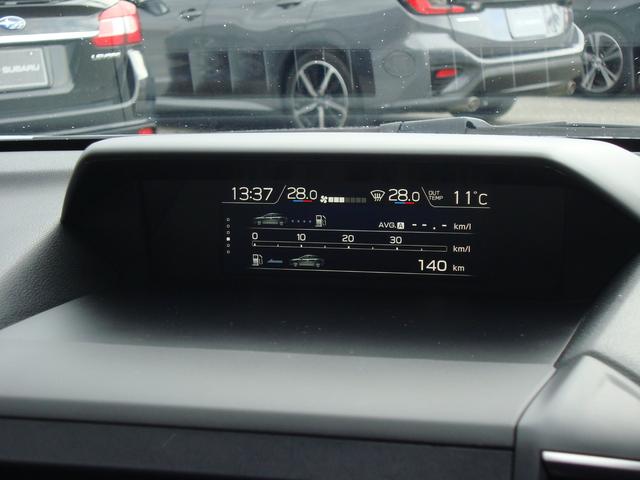 SUBARU
13:37 28.0 28.0 OUT TEMP 11°C
AVG.A --.- km/l
0 10 20 30 km/l
140 km